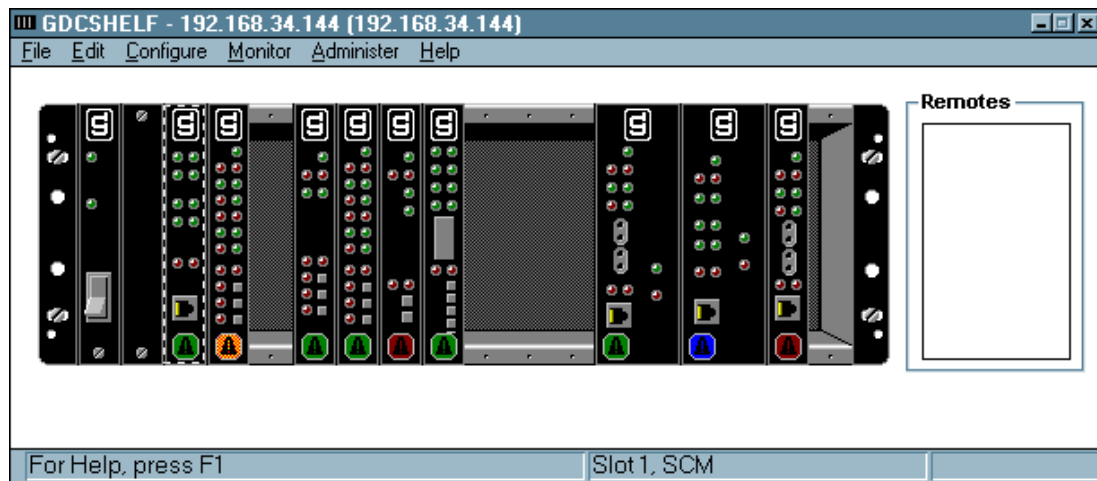 GDCSHELF - 192.168.34.144 (192.168.34.144)
File Edit Configure Monitor Administer Help
Remotes
For Help, press F1
Slot 1, SCM